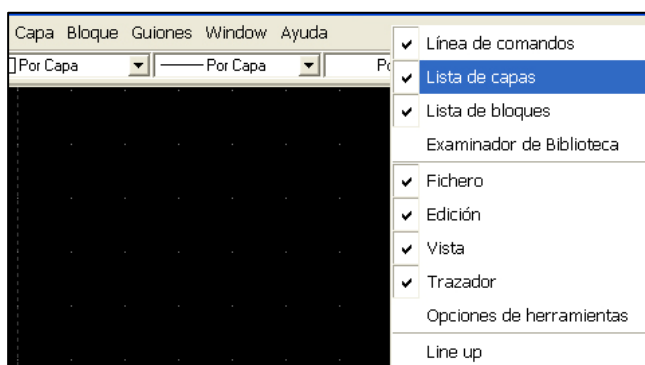 Capa Bloque Guiones Window Ayuda
Por Capa Por Capa Po
Línea de comandos
Lista de capas
Lista de bloques
Examinador de Biblioteca
Fichero
Edición
Vista
Trazador
Opciones de herramientas
Line up